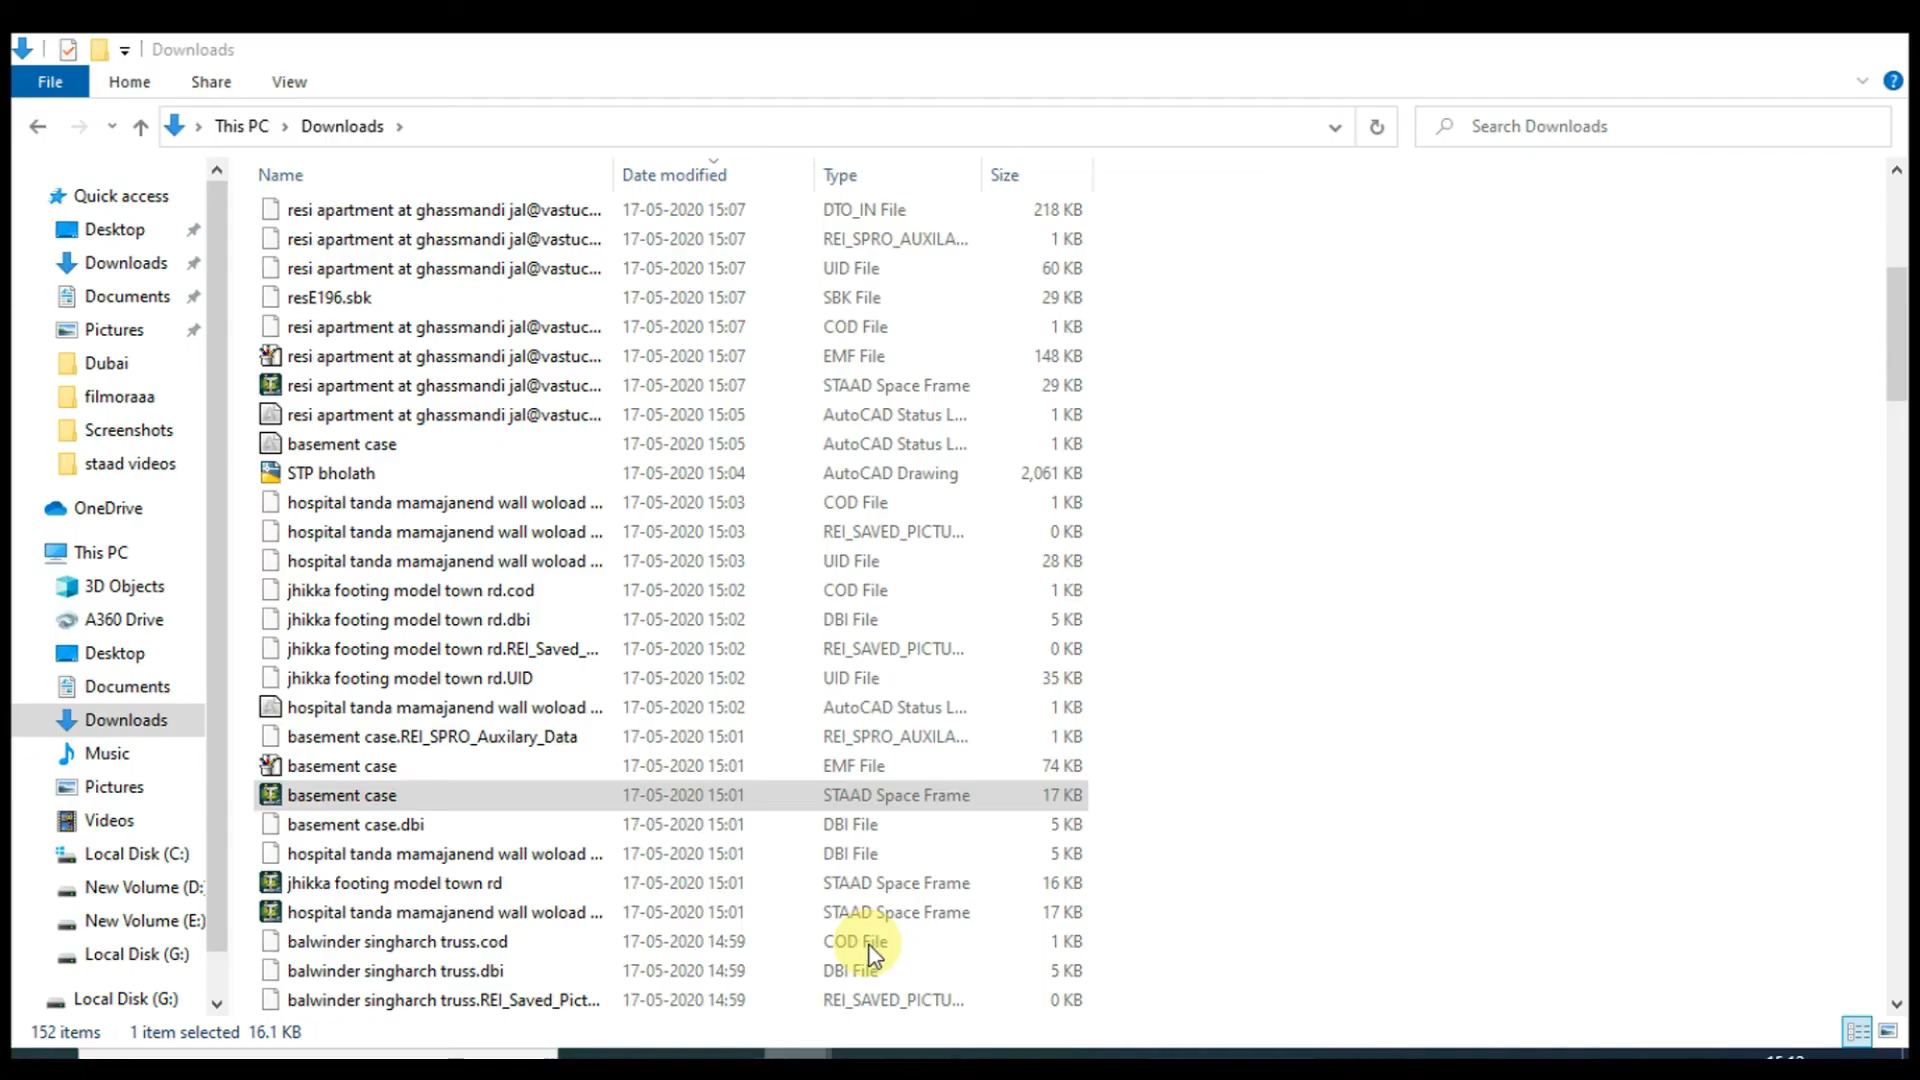 Downloads
File Home Share View
This PC Downloads
Search Downloads
Name Date modified Type Size
Quick access
Desktop
Downloads
Documents
Pictures
Dubai
filmoraaa
Screenshots
staad videos
OneDrive
This PC
3D Objects
A360 Drive
Desktop
Documents
Downloads
Music
Pictures
Videos
Local Disk (C:)
New Volume (D:
New Volume (E:)
Local Disk (G:)
Local Disk (G:)
resi apartment at ghassmandi jal@vastuc... 17-05-2020 15:07 DTO_IN File 218 KB
resi apartment at ghassmandi jal@vastuc... 17-05-2020 15:07 REI_SPRO_AUXILA... 1 KB
resi apartment at ghassmandi jal@vastuc... 17-05-2020 15:07 UID File 60 KB
resE196.sbk 17-05-2020 15:07 SBK File 29 KB
resi apartment at ghassmandi jal@vastuc... 17-05-2020 15:07 COD File 1 KB
resi apartment at ghassmandi jal@vastuc... 17-05-2020 15:07 EMF File 148 KB
resi apartment at ghassmandi jal@vastuc... 17-05-2020 15:07 STAAD Space Frame 29 KB
resi apartment at ghassmandi jal@vastuc... 17-05-2020 15:05 AutoCAD Status L... 1 KB
basement case 17-05-2020 15:05 AutoCAD Status L... 1 KB
STP bholath 17-05-2020 15:04 AutoCAD Drawing 2,061 KB
hospital tanda mamajanend wall woload ... 17-05-2020 15:03 COD File 1 KB
hospital tanda mamajanend wall woload ... 17-05-2020 15:03 REI_SAVED_PICTU... 0 KB
hospital tanda mamajanend wall woload ... 17-05-2020 15:03 UID File 28 KB
jhikka footing model town rd.cod 17-05-2020 15:02 COD File 1 KB
jhikka footing model town rd.dbi 17-05-2020 15:02 DBI File 5 KB
jhikka footing model town rd.REI_Saved_... 17-05-2020 15:02 REI_SAVED_PICTU... 0 KB
jhikka footing model town rd.UID 17-05-2020 15:02 UID File 35 KB
hospital tanda mamajanend wall woload ... 17-05-2020 15:02 AutoCAD Status L... 1 KB
basement case.REI_SPRO_Auxilary_Data 17-05-2020 15:01 REI_SPRO_AUXILA... 1 KB
basement case 17-05-2020 15:01 EMF File 74 KB
basement case 17-05-2020 15:01 STAAD Space Frame 17 KB
basement case.dbi 17-05-2020 15:01 DBI File 5 KB
hospital tanda mamajanend wall woload ... 17-05-2020 15:01 DBI File 5 KB
jhikka footing model town rd 17-05-2020 15:01 STAAD Space Frame 16 KB
hospital tanda mamajanend wall woload ... 17-05-2020 15:01 STAAD Space Frame 17 KB
balwinder singharch truss.cod 17-05-2020 14:59 COD File 1 KB
balwinder singharch truss.dbi 17-05-2020 14:59 DBI File 5 KB
balwinder singharch truss.REI_Saved_Pict... 17-05-2020 14:59 REI_SAVED_PICTU... 0 KB
152 items 1 item selected 16.1 KB